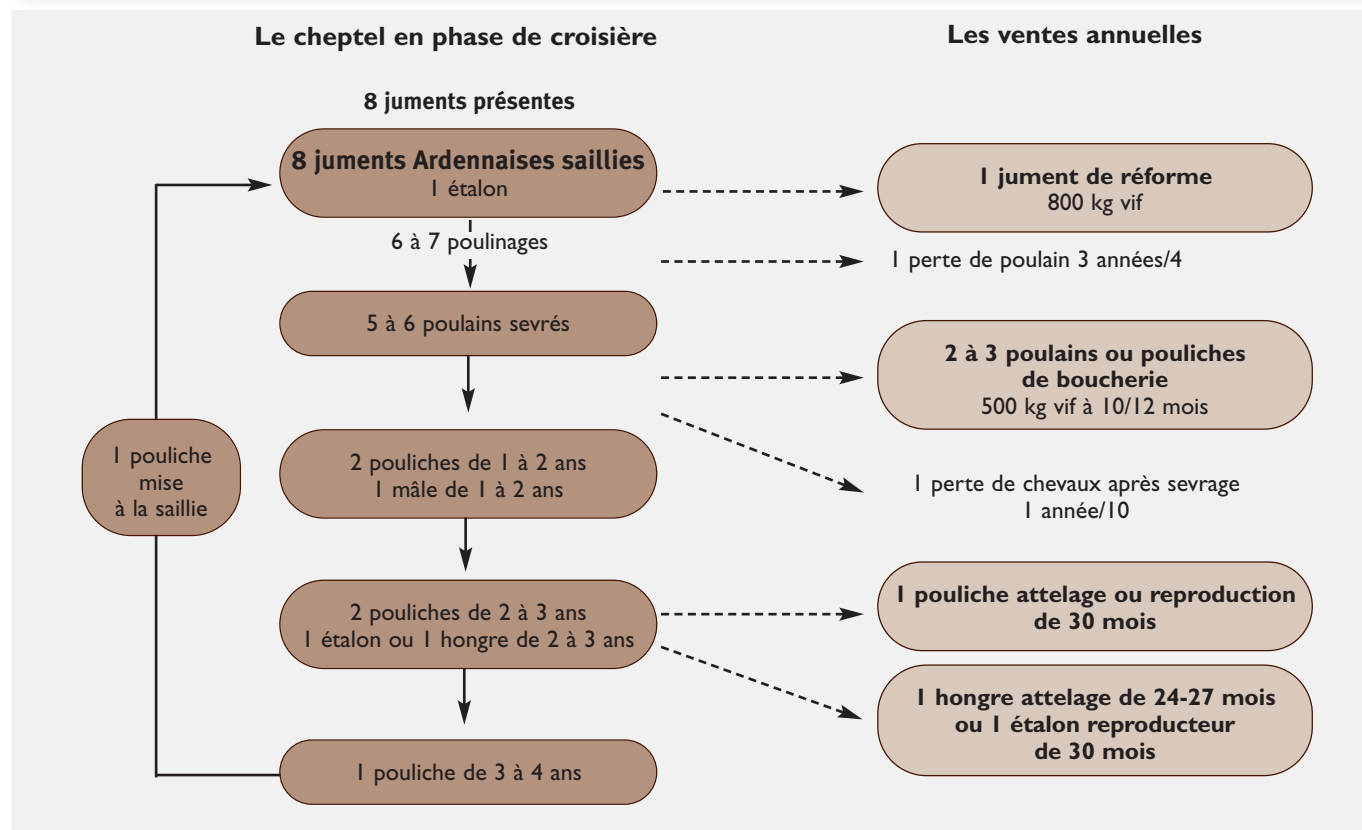 Le cheptel en phase de croisière
Les ventes annuelles
8 juments présentes
8 juments Ardennaises saillies
1 étalon
1 jument de réforme
800 kg vif
6 à 7 poulinages
1 perte de poulain 3 années/4
5 à 6 poulains sevrés
2 à 3 poulains ou pouliches
de boucherie
500 kg vif à 10/12 mois
1 pouliche
mise
à la saillie
2 pouliches de 1 à 2 ans
1 mâle de 1 à 2 ans
1 perte de chevaux après sevrage
1 année/10
2 pouliches de 2 à 3 ans
1 étalon ou 1 hongre de 2 à 3 ans
1 pouliche attelage ou reproduction
de 30 mois
1 hongre attelage de 24-27 mois
ou 1 étalon reproducteur
de 30 mois
1 pouliche de 3 à 4 ans